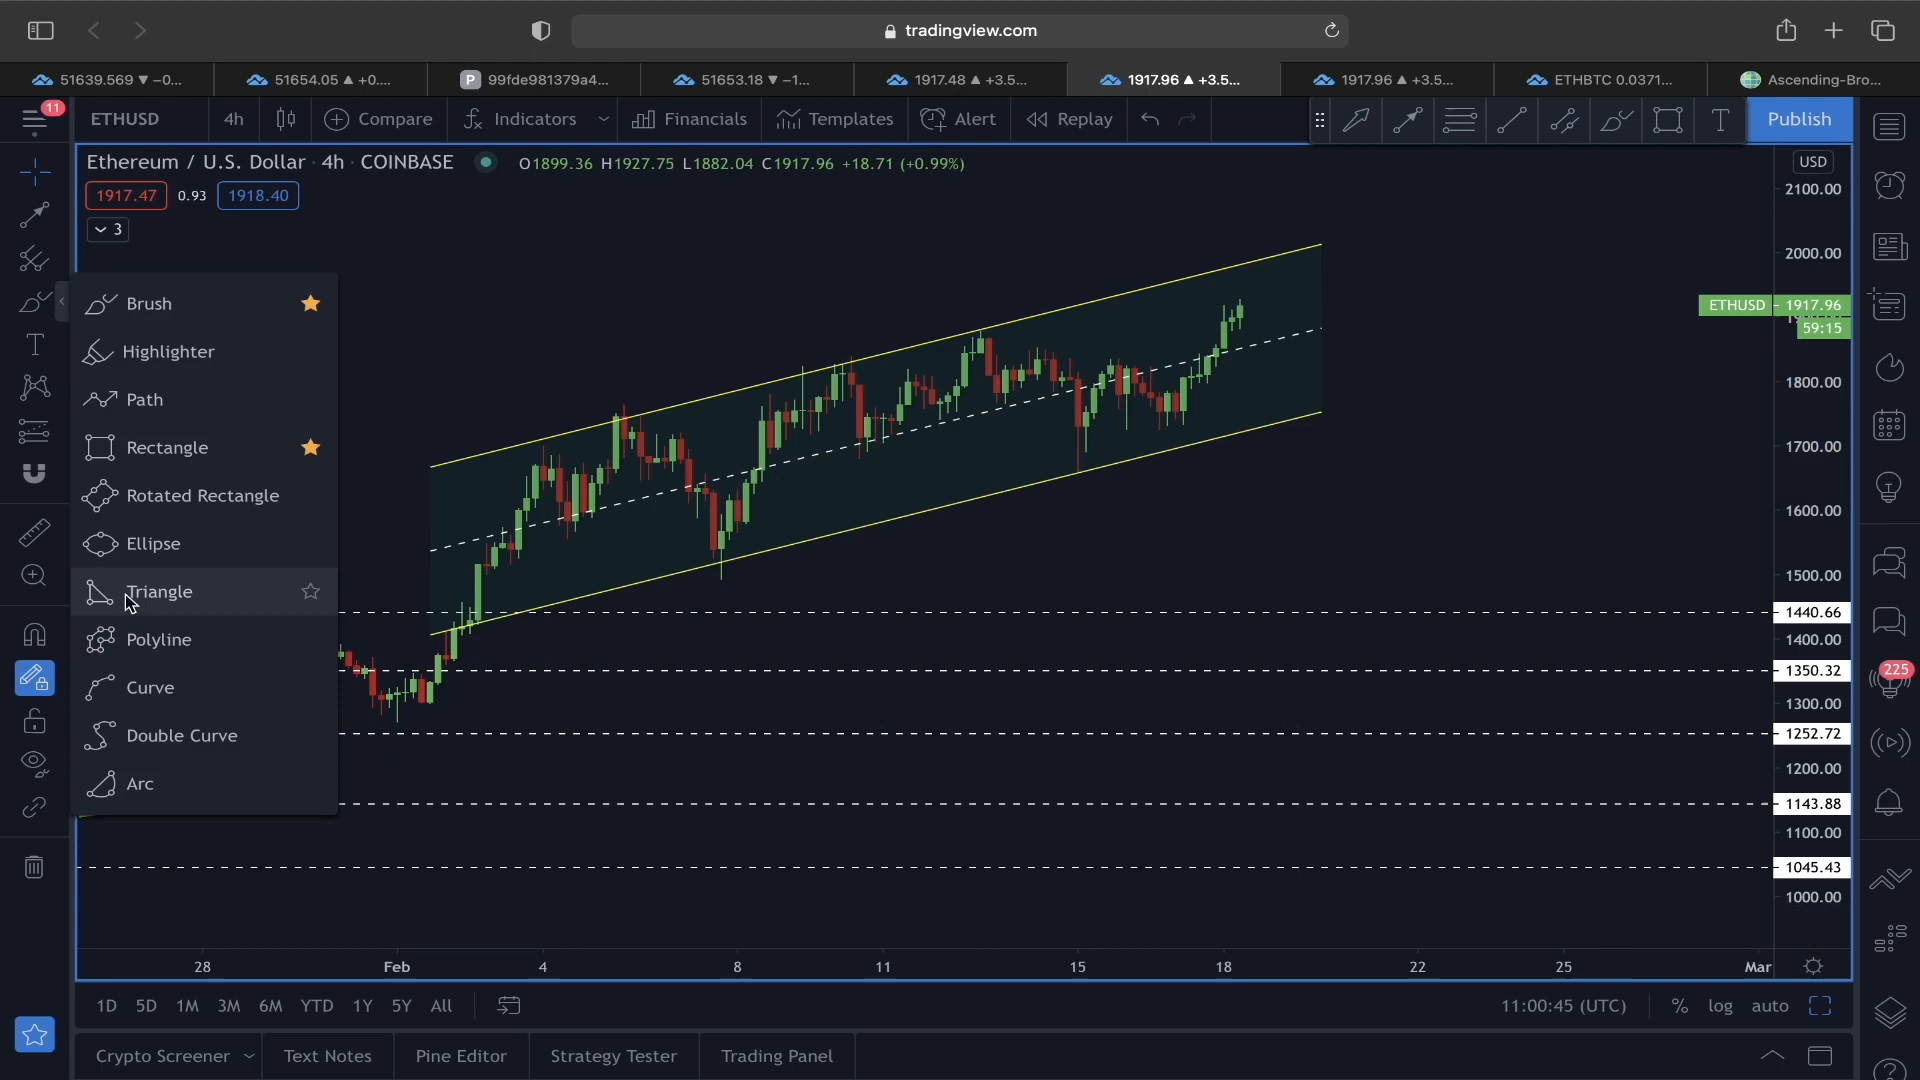 tradingview.com
51639.569 ▼ −0...
51654.05 ▲ +0....
P 99fde981379a4...
51653.18 ▼ −1...
1917.48 ▲ +3.5...
1917.96 ▲ +3.5...
1917.96 ▲ +3.5...
ETHBTC 0.0371...
Ascending-Bro...
11
ETHUSD
4h
Compare
Indicators
Financials
Templates
Alert
Replay
T
Publish
Ethereum / U.S. Dollar · 4h · COINBASE
O1899.36 H1927.75 L1882.04 C1917.96 +18.71 (+0.99%)
USD
1917.47 0.93 1918.40
3
2100.00
2000.00
ETHUSD 1917.96
59:15
1800.00
1700.00
1600.00
1500.00
1440.66
1400.00
1350.32
1300.00
1252.72
1200.00
1143.88
1100.00
1045.43
1000.00
T
Brush
Highlighter
Path
Rectangle
Rotated Rectangle
Ellipse
Triangle
Polyline
Curve
Double Curve
Arc
225
28 Feb 4 8 11 15 18 22 25 Mar
1D 5D 1M 3M 6M YTD 1Y 5Y All
11:00:45 (UTC) % log auto
Crypto Screener Text Notes Pine Editor Strategy Tester Trading Panel
?